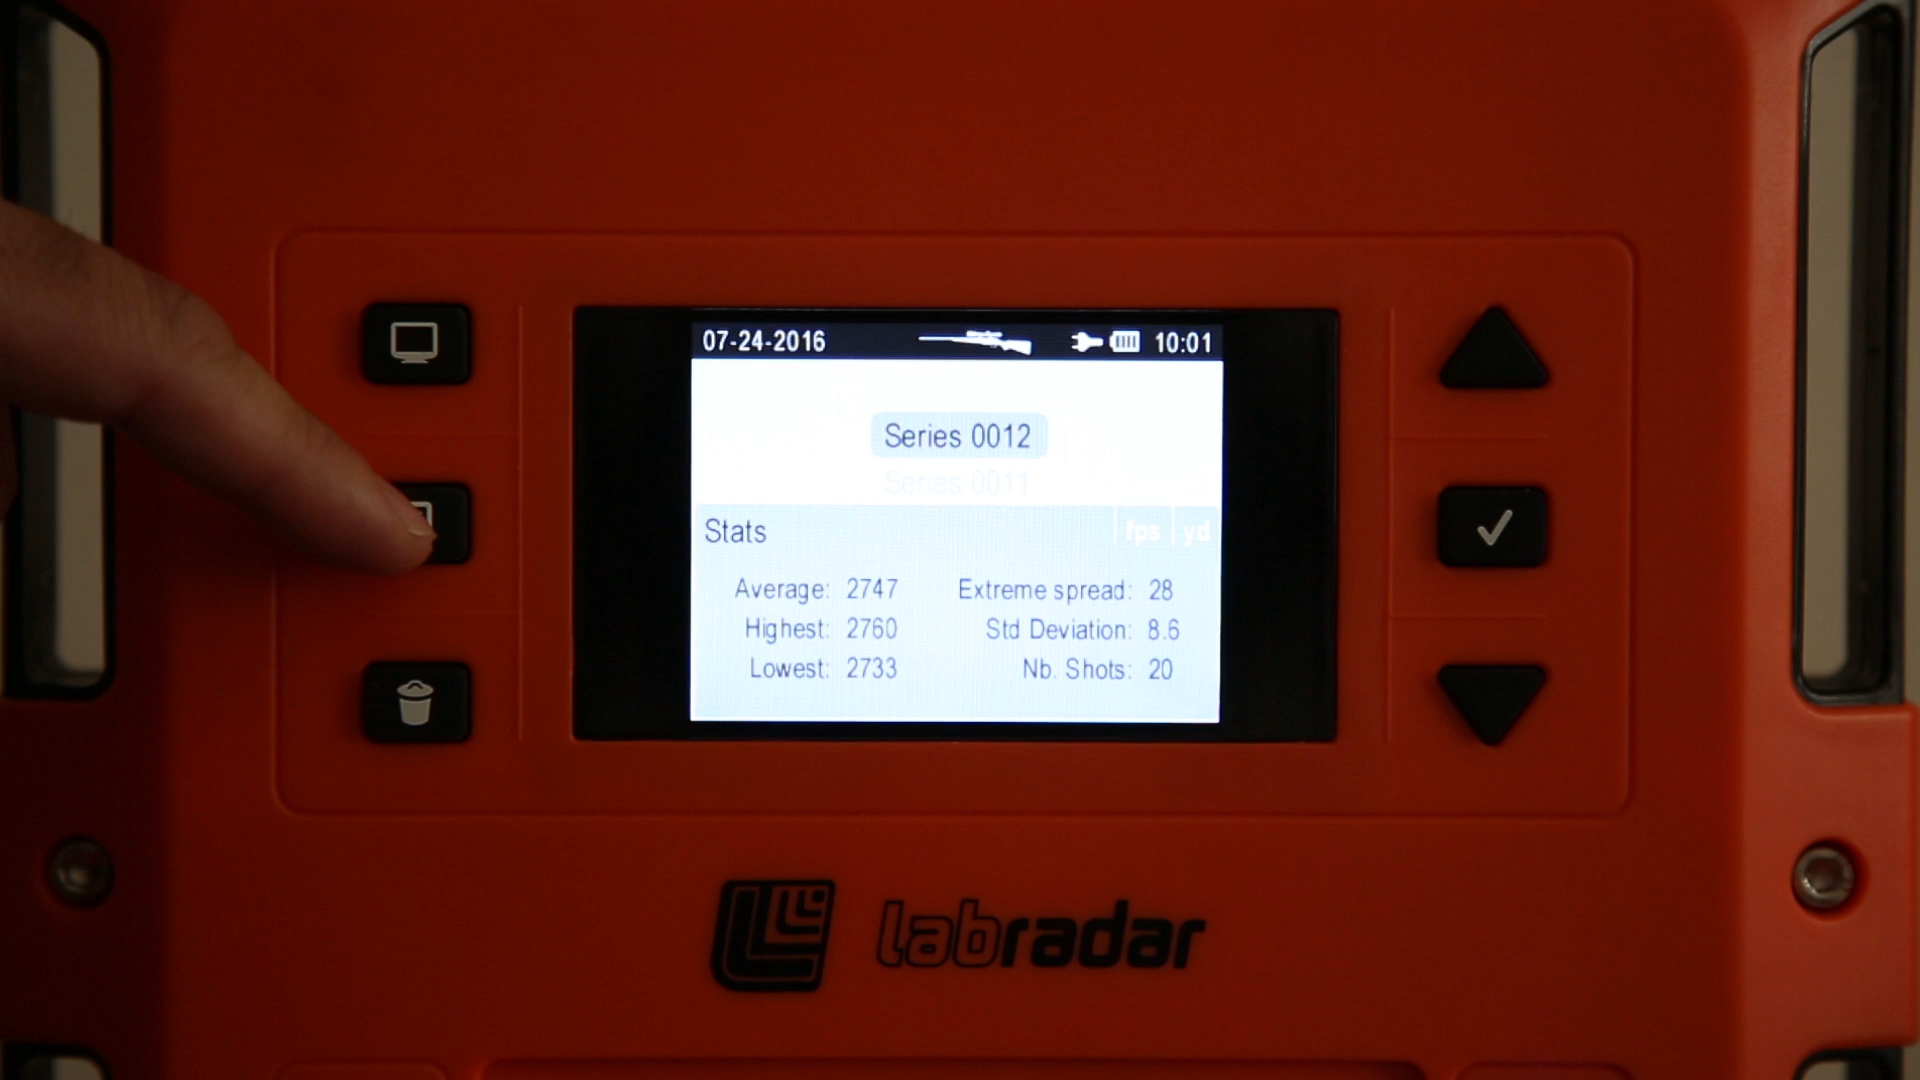 07-24-2016 10:01
Series 0012
Series 0011
Stats fps yd
Average: 2747 Extreme spread: 28
Highest: 2760 Std Deviation: 8.6
Lowest: 2733 Nb. Shots: 20
labradar